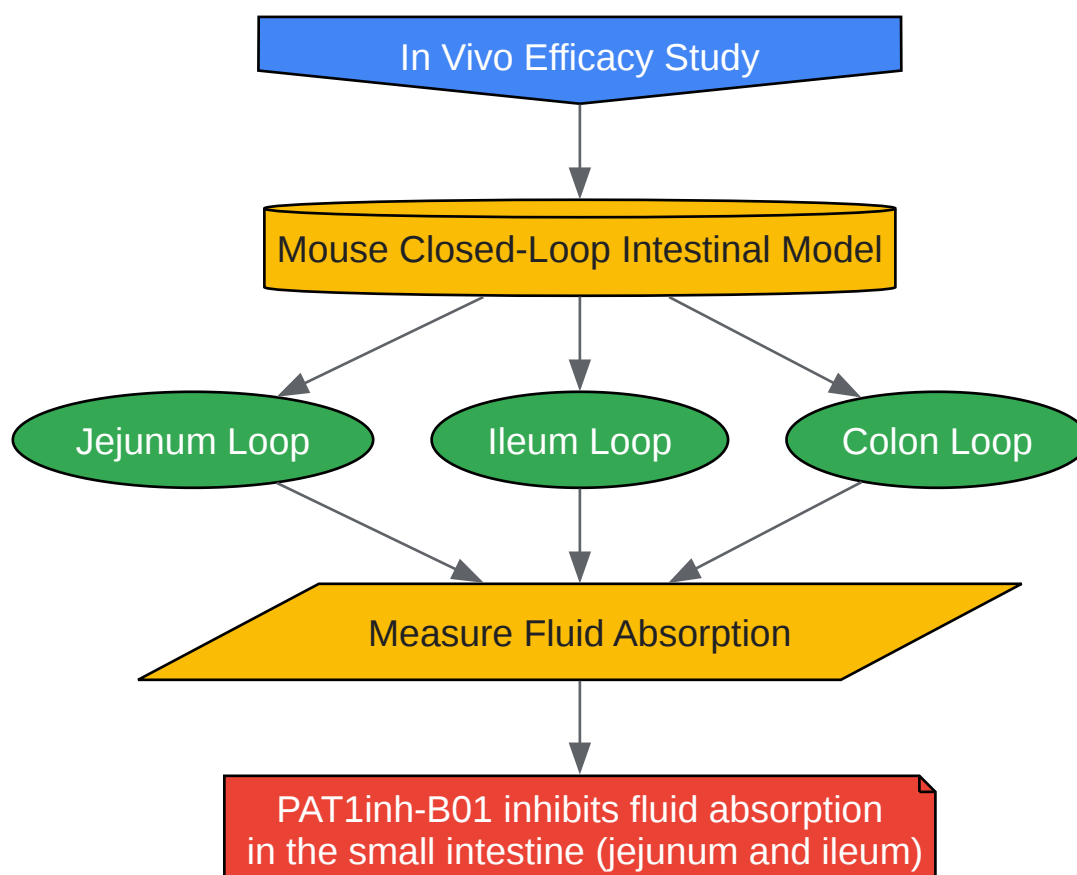 In Vivo Efficacy Study
Mouse Closed-Loop Intestinal Model
Jejunum Loop
Ileum Loop
Colon Loop
Measure Fluid Absorption
PAT1inh-B01 inhibits fluid absorption
in the small intestine (jejunum and ileum)